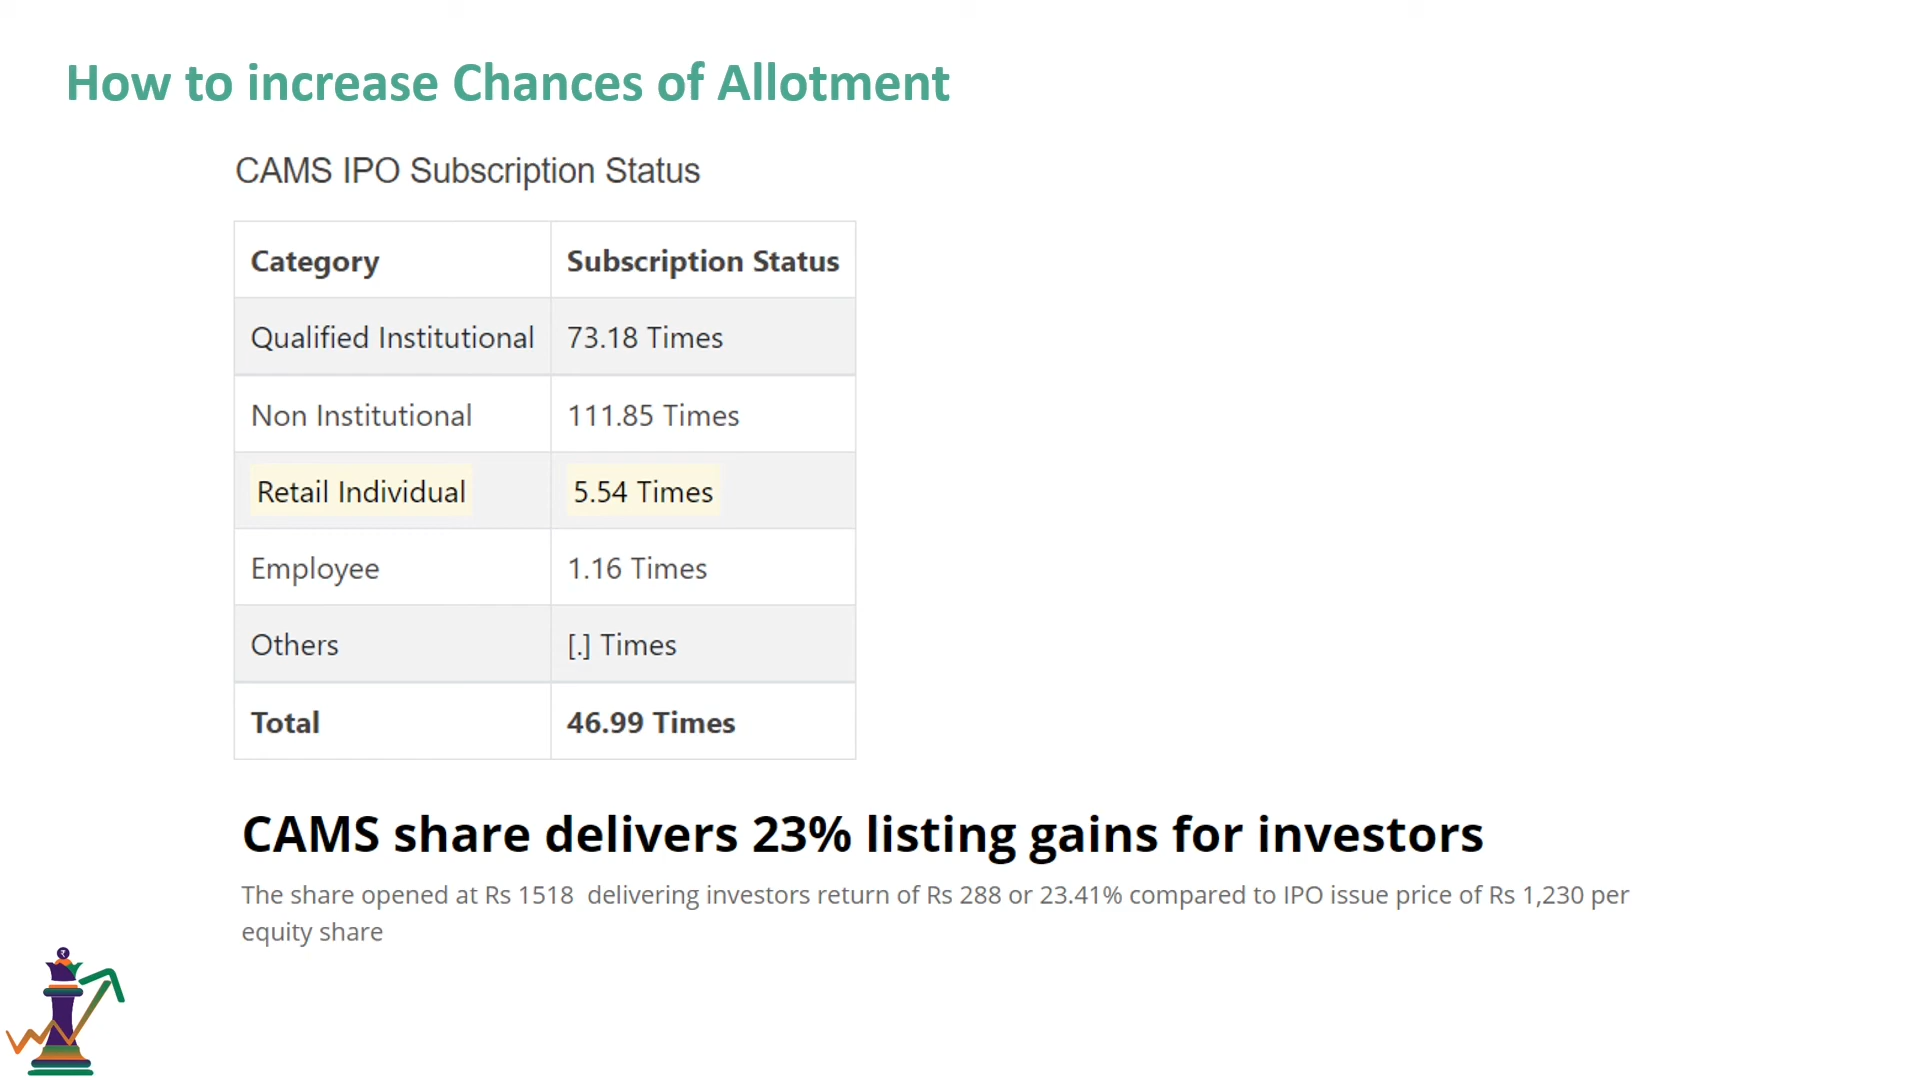 How to increase Chances of Allotment
CAMS IPO Subscription Status
Category Subscription Status
Qualified Institutional 73.18 Times
Non Institutional 111.85 Times
Retail Individual 5.54 Times
Employee 1.16 Times
Others [.] Times
Total 46.99 Times
CAMS share delivers 23% listing gains for investors
The share opened at Rs 1518 delivering investors return of Rs 288 or 23.41% compared to IPO issue price of Rs 1,230 per
equity share
₹